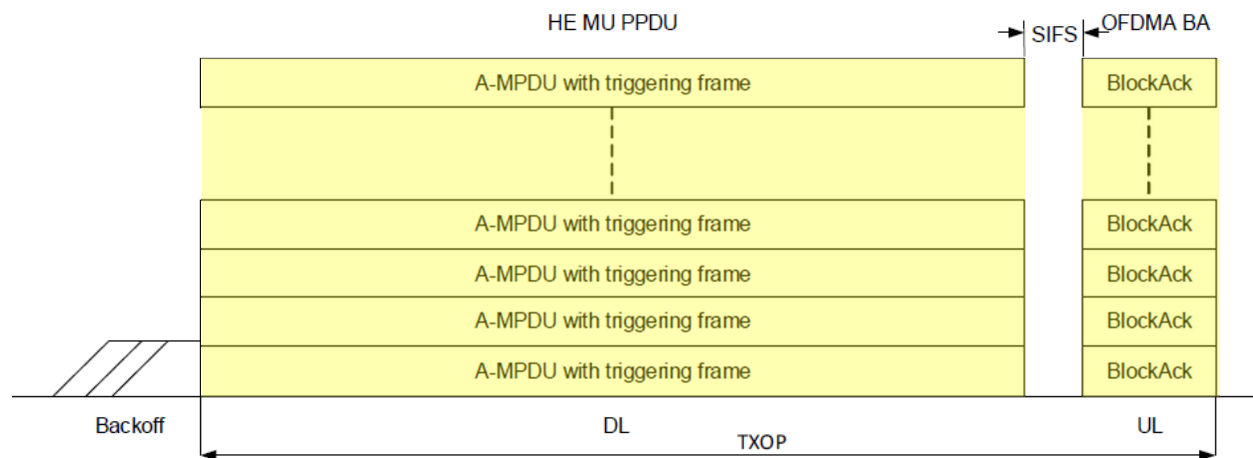 HE MU PPDU
SIFS
OFDMA BA
A-MPDU with triggering frame
BlockAck
A-MPDU with triggering frame
BlockAck
A-MPDU with triggering frame
BlockAck
A-MPDU with triggering frame
BlockAck
A-MPDU with triggering frame
BlockAck
Backoff
DL
UL
TXOP